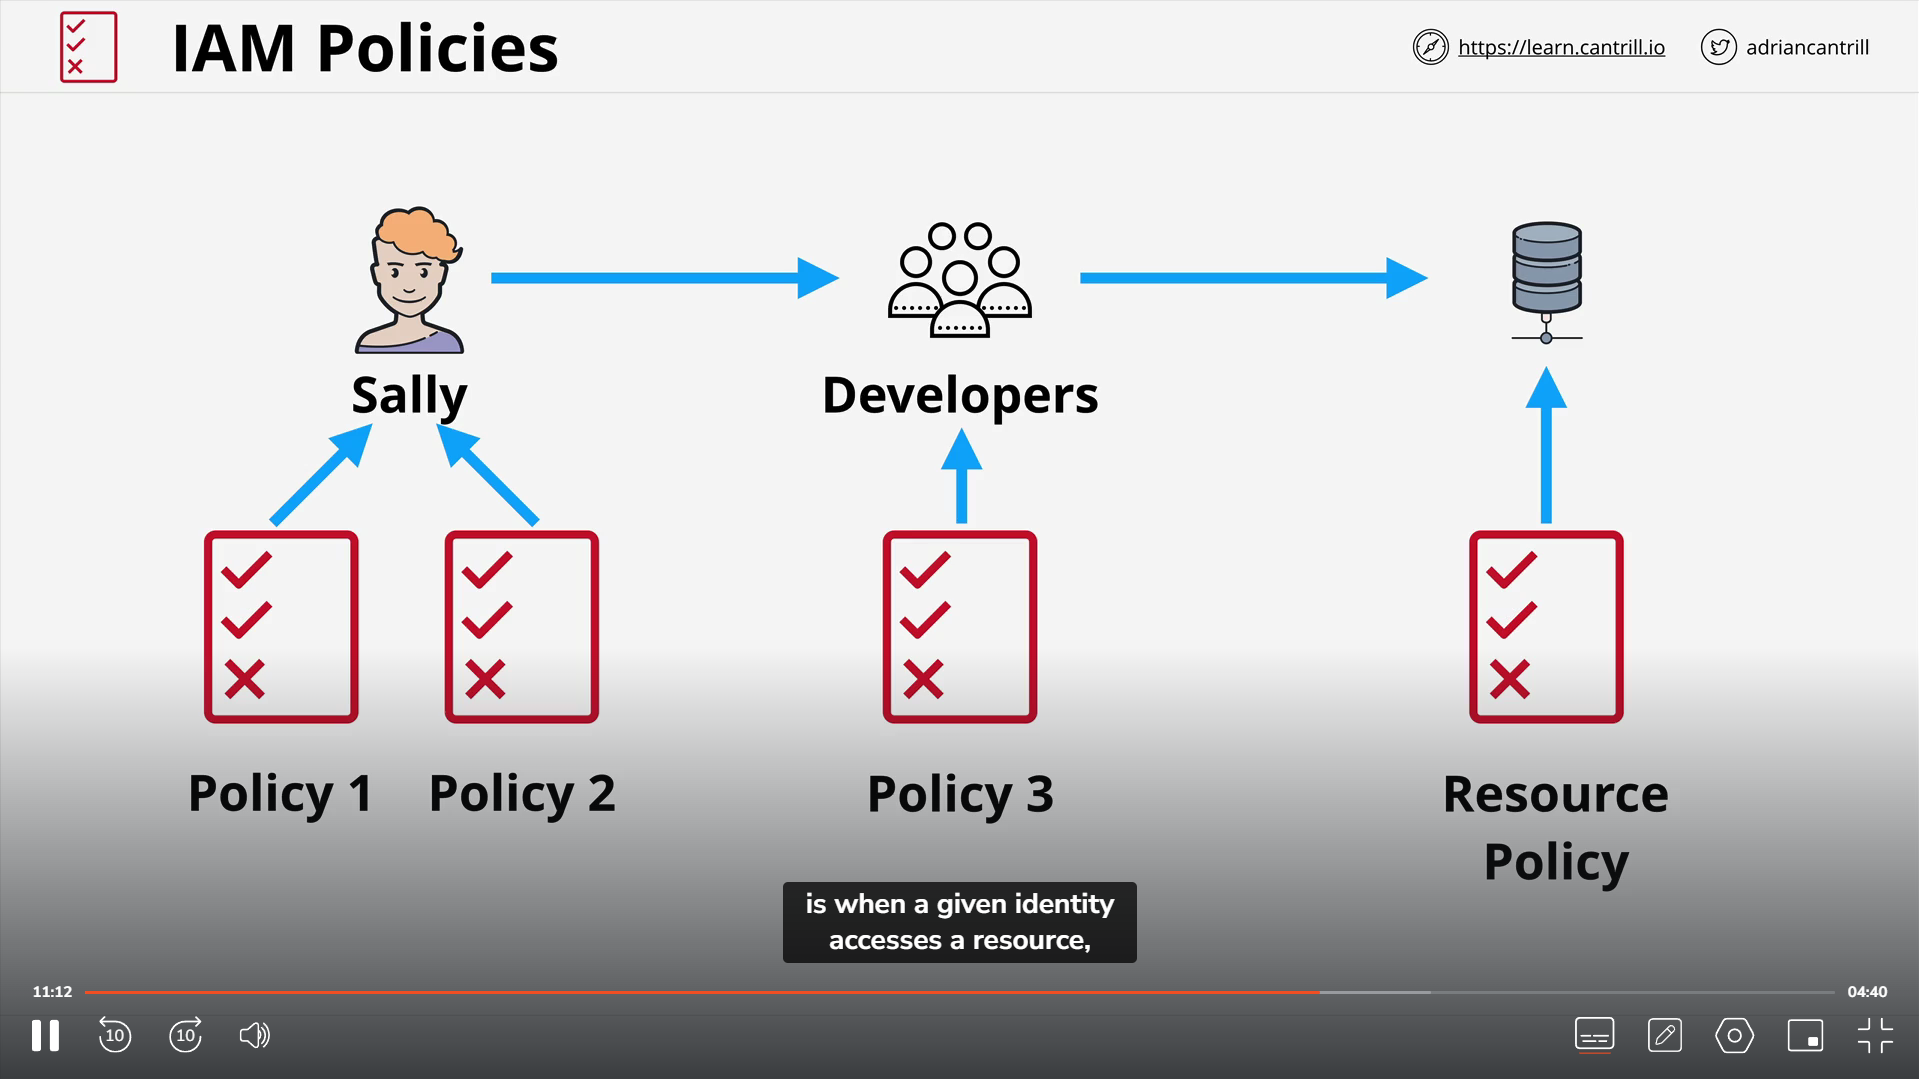 IAM Policies
https://learn.cantrill.io
adriancantrill
Sally
Developers
Policy 1
Policy 2
Policy 3
Resource
Policy
is when a given identity
accesses a resource,
11:12
04:40
10
10